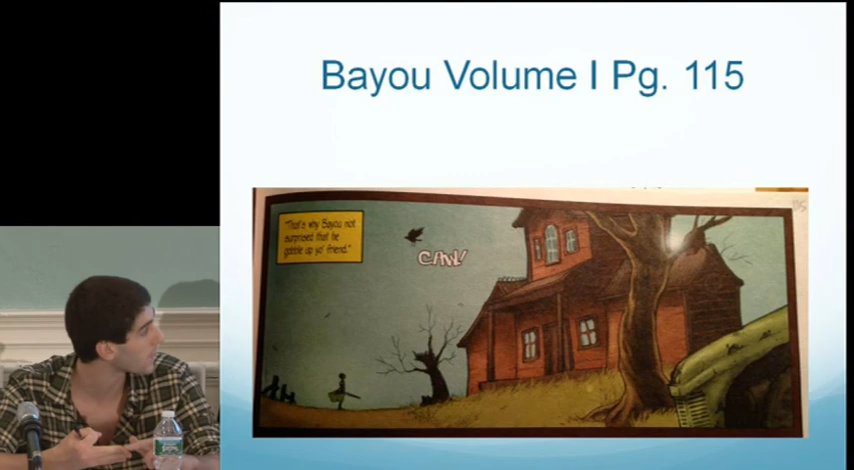 Bayou Volume I Pg. 115
"That's why Bayou not
surprised that he
gobble up yo' friend."
CAW!